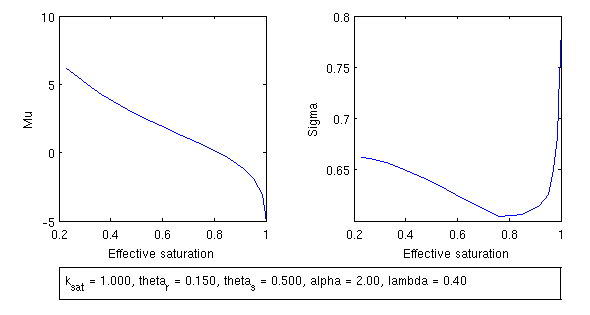 10
5
0
-5
Mu
0.2 0.4 0.6 0.8 1
Effective saturation
0.8
0.75
0.7
0.65
Sigma
0.2 0.4 0.6 0.8 1
Effective saturation
k_sat = 1.000, theta_r = 0.150, theta_s = 0.500, alpha = 2.00, lambda = 0.40